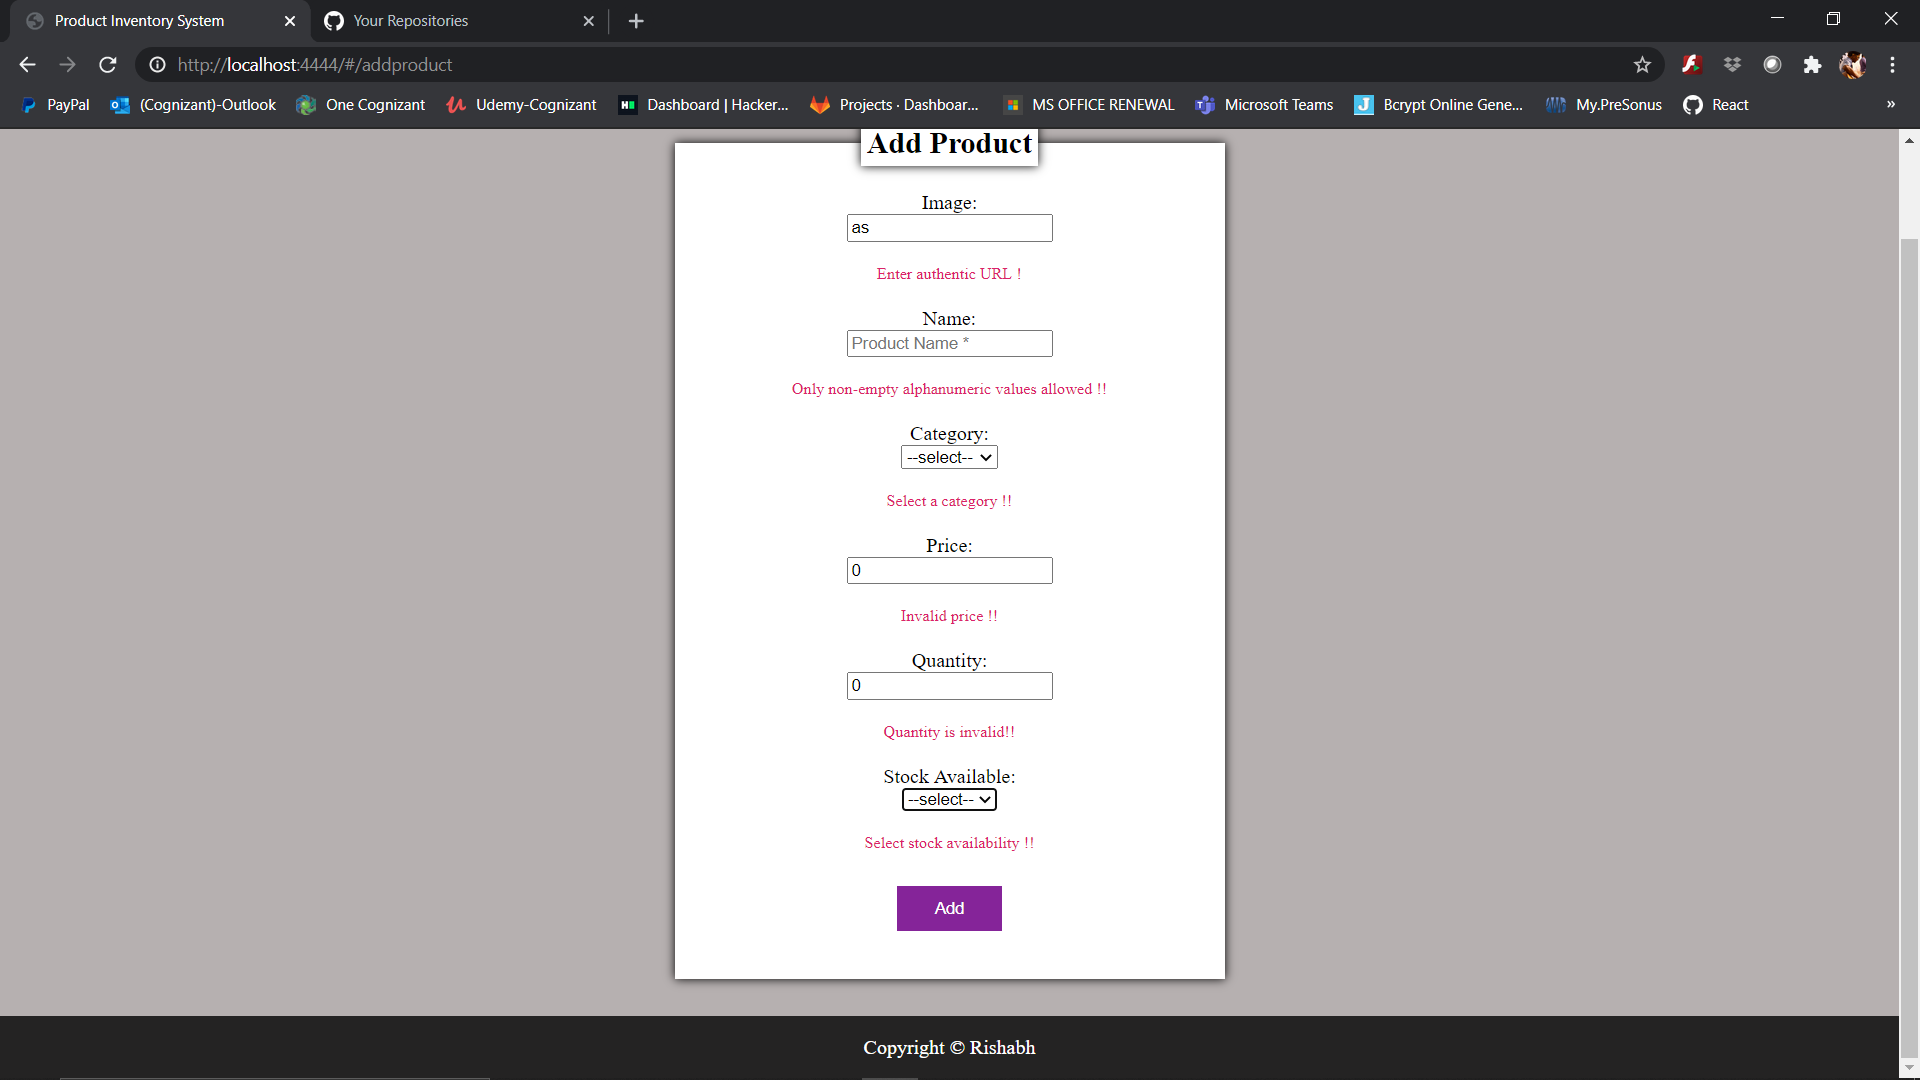 Product Inventory System
Your Repositories
http://localhost:4444/#/addproduct
PayPal
(Cognizant)-Outlook
One Cognizant
Udemy-Cognizant
Dashboard | Hacker...
Projects · Dashboar...
MS OFFICE RENEWAL
Microsoft Teams
Bcrypt Online Gene...
My.PreSonus
React
»
Add Product
Image:
as
Enter authentic URL !
Name:
Product Name *
Only non-empty alphanumeric values allowed !!
Category:
--select--
Select a category !!
Price:
0
Invalid price !!
Quantity:
0
Quantity is invalid!!
Stock Available:
--select--
Select stock availability !!
Add
Copyright © Rishabh